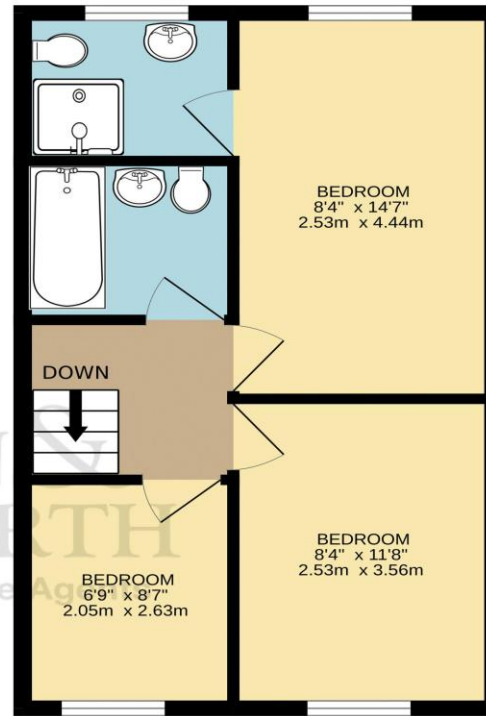 BEDROOM
8'4" x 14'7"
2.53m x 4.44m
DOWN
BEDROOM
8'4" x 11'8"
2.53m x 3.56m
BEDROOM
6'9" x 8'7"
2.05m x 2.63m
&
RTH